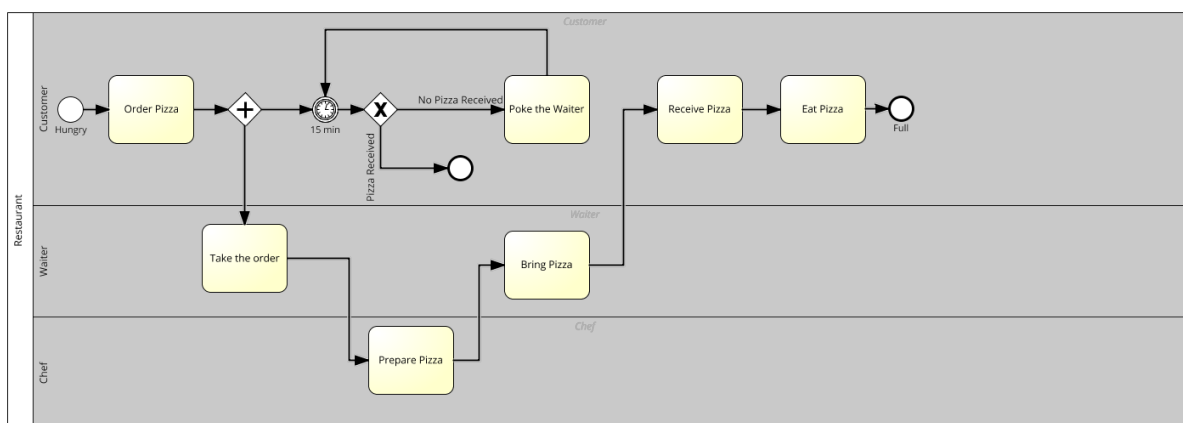 Customer
Restaurant
Customer
Hungry
Order Pizza
15 min
No Pizza Received
Pizza Received
Poke the Waiter
Receive Pizza
Eat Pizza
Full
Waiter
Waiter
Take the order
Bring Pizza
Chef
Chef
Prepare Pizza